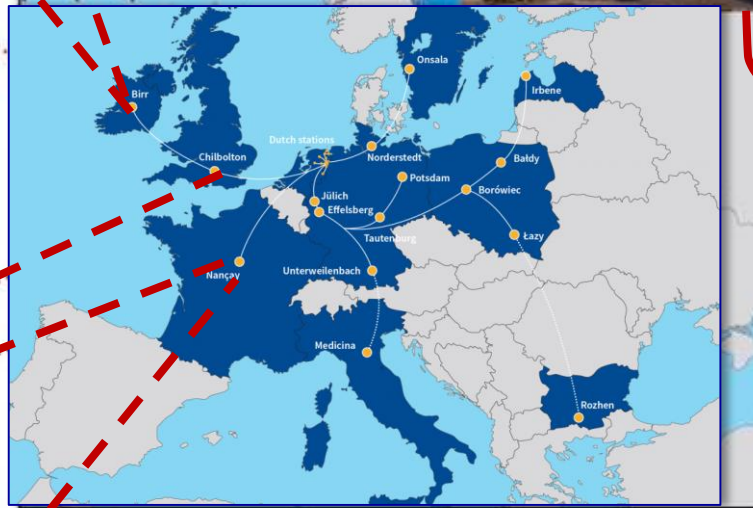 Onsala
Irbene
Birr
Dutch stations
Norderstedt
Chilbolton
Bałdy
Potsdam
Borówiec
Jülich
Effelsberg
Tautenburg
Łazy
Nançay
Unterweilenbach
Medicina
Rozhen